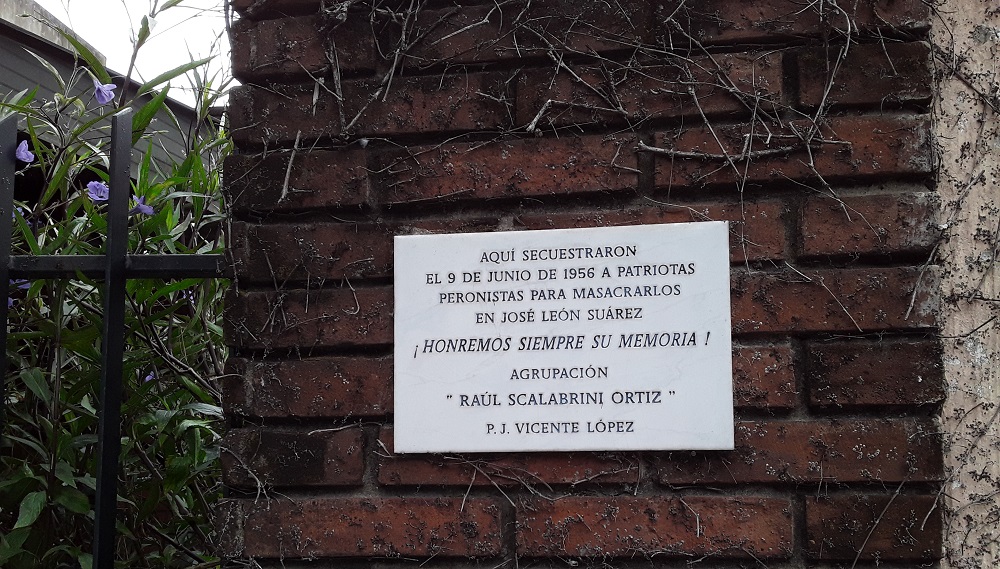 AQUÍ SECUESTRARON
EL 9 DE JUNIO DE 1956 A PATRIOTAS
PERONISTAS PARA MASACRARLOS
EN JOSÉ LEÓN SUÁREZ
¡HONREMOS SIEMPRE SU MEMORIA!
AGRUPACIÓN
" RAÚL SCALABRINI ORTIZ "
P. J. VICENTE LÓPEZ